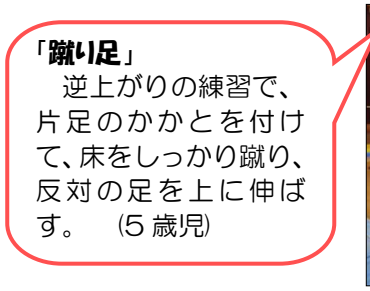 「蹴り足」
逆上がりの練習で、
片足のかかとを付け
て、床をしっかり蹴り、
反対の足を上に伸ば
す。　(5 歳児)